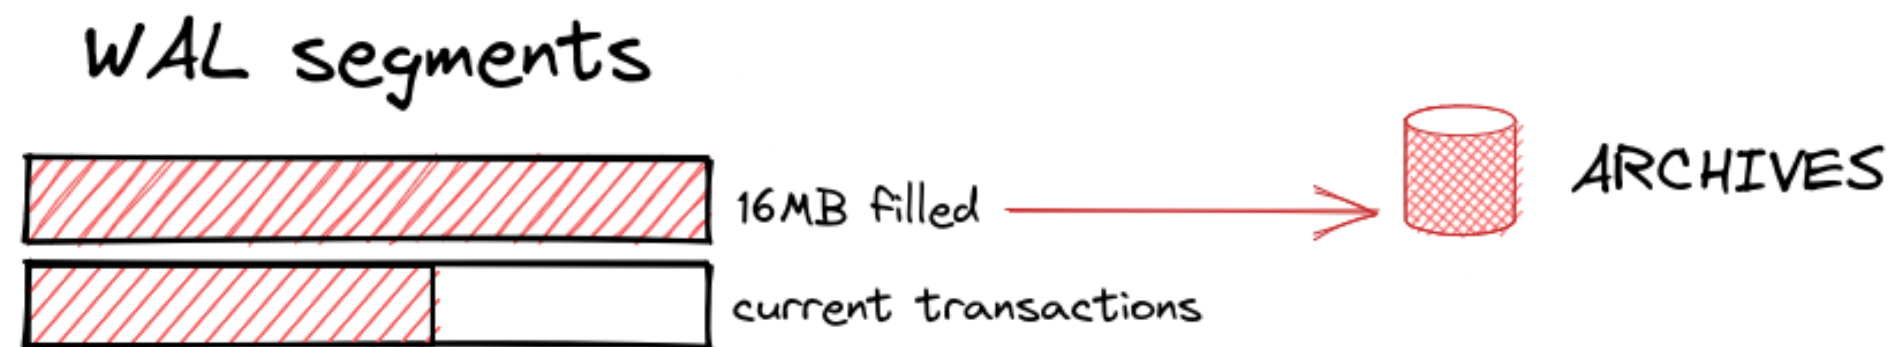 WAL segments
16MB filled
ARCHIVES
current transactions